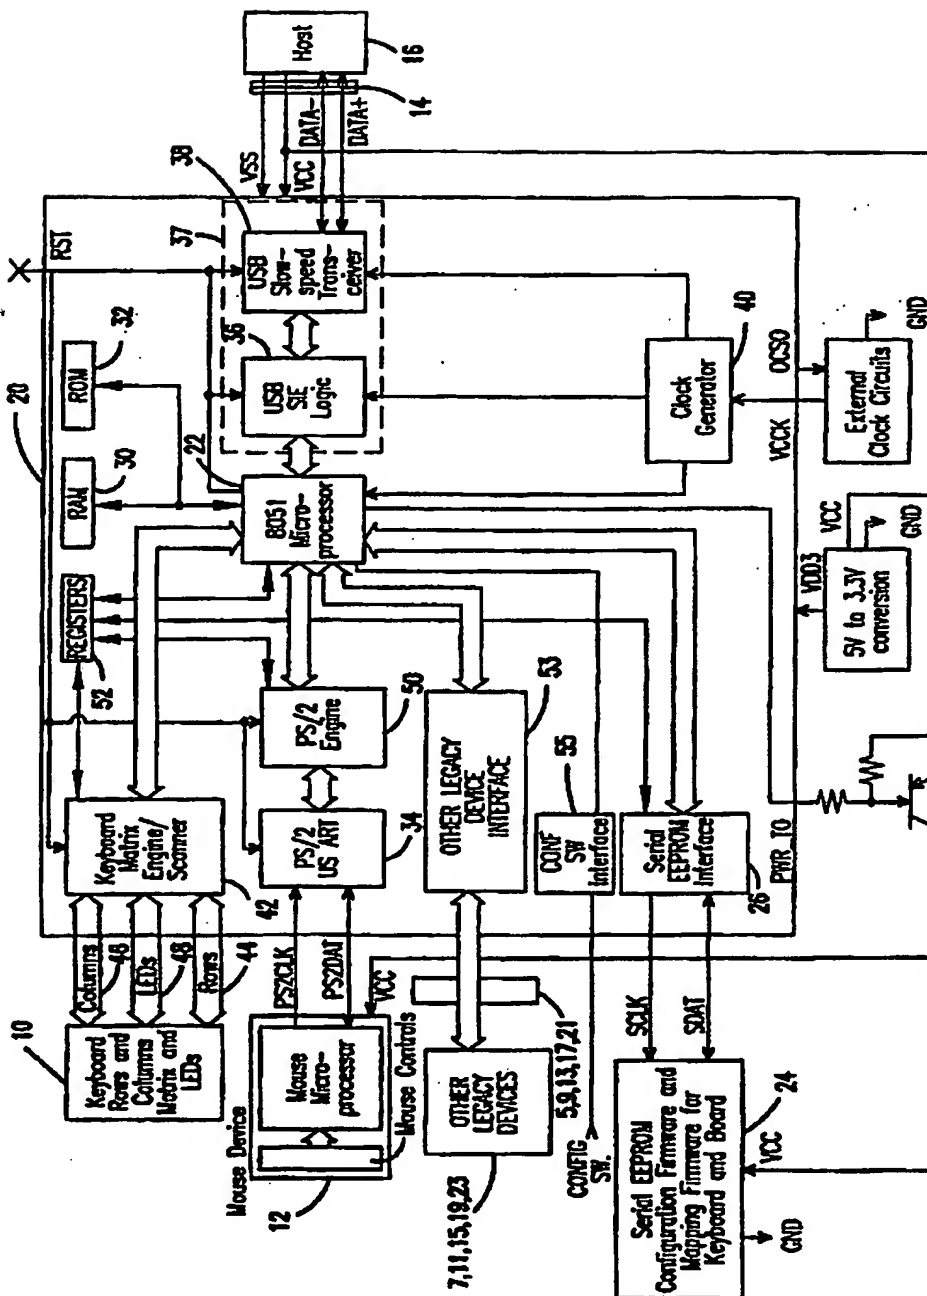 10
Keyboard
Rows and
Columns
Matrix and
LEDs
Columns
48
LEDs
48
Rows
44
Keyboard
Matrix
Engine/
Scanner
42
REGISTERS
52
RAM
30
ROM
32
20
RST
Mouse Device
Mouse Micro-
processor
Mouse Controls
12
PS2CLK
PS2DAT
VCC
PS/2
US ART
34
PS/2
Engine
50
8051
Micro-
processor
22
USB
SIE
Logic
36
37
USB
Slow-
speed
Trans-
ceiver
38
VSS
VCC
DATA-
DATA+
14
Host
16
OTHER
LEGACY
DEVICES
7,11,15,19,23
5,9,13,17,21
OTHER LEGACY
DEVICE
INTERFACE
53
CONFIG
SW.
CONF
SW
Interface
55
Serial
EEPROM
Interface
26
SCLK
SDAT
Serial EEPROM
Configuration Firmware and
Mapping Firmware for
Keyboard and Board
24
VCC
GND
PWR TO
Clock
Generator
40
VDD3
5V to 3.3V
conversion
VCC
GND
VCCK
OCSO
External
Clock Circuits
GND